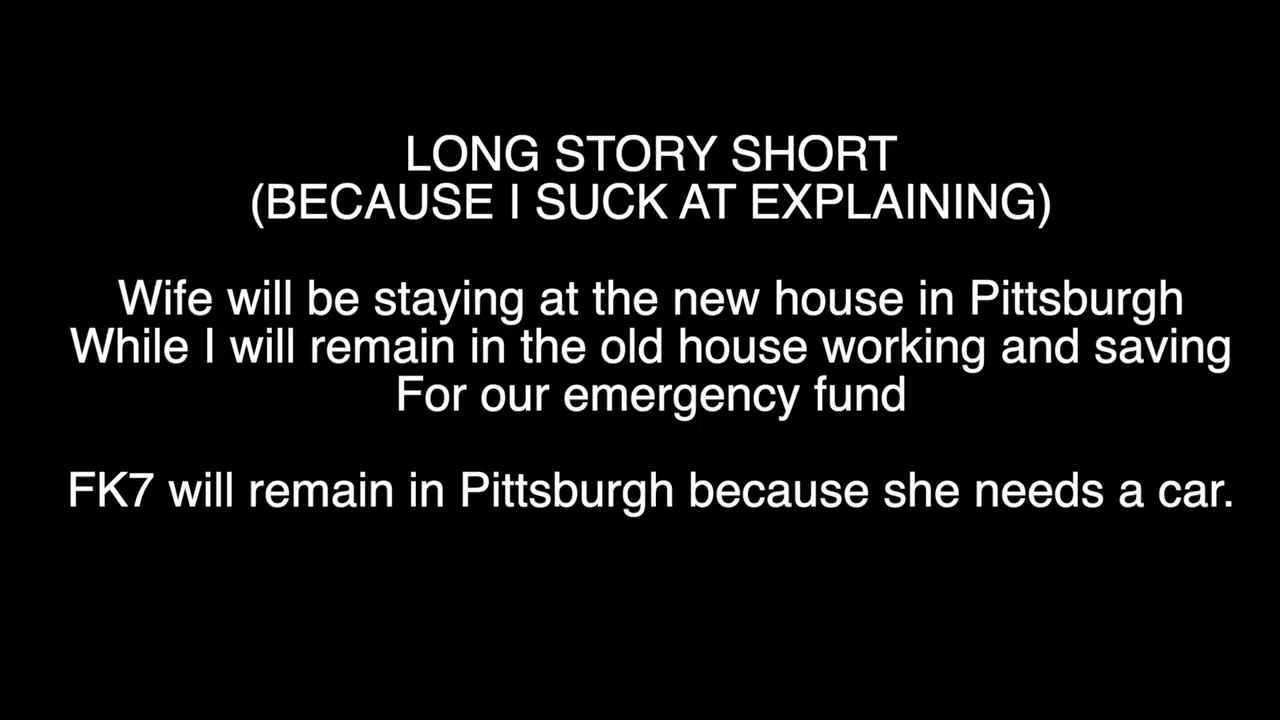 LONG STORY SHORT
(BECAUSE I SUCK AT EXPLAINING)
Wife will be staying at the new house in Pittsburgh
While I will remain in the old house working and saving
For our emergency fund
FK7 will remain in Pittsburgh because she needs a car.